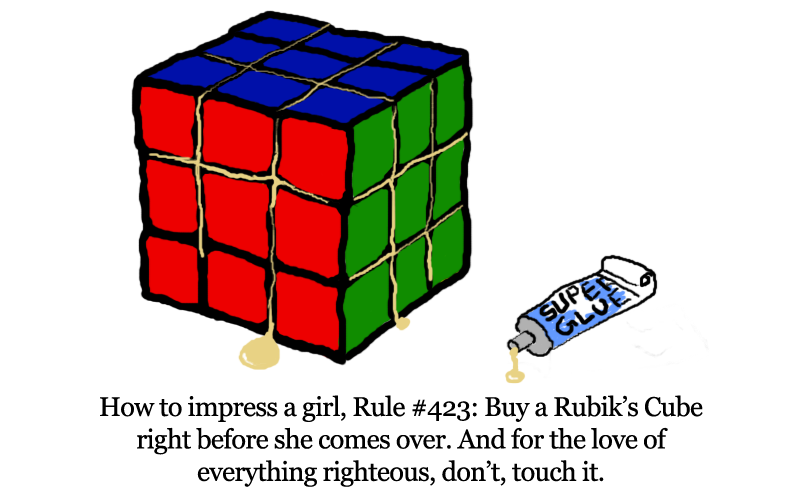 SUPER
GLUE
How to impress a girl, Rule #423: Buy a Rubik’s Cube
right before she comes over. And for the love of
everything righteous, don’t, touch it.